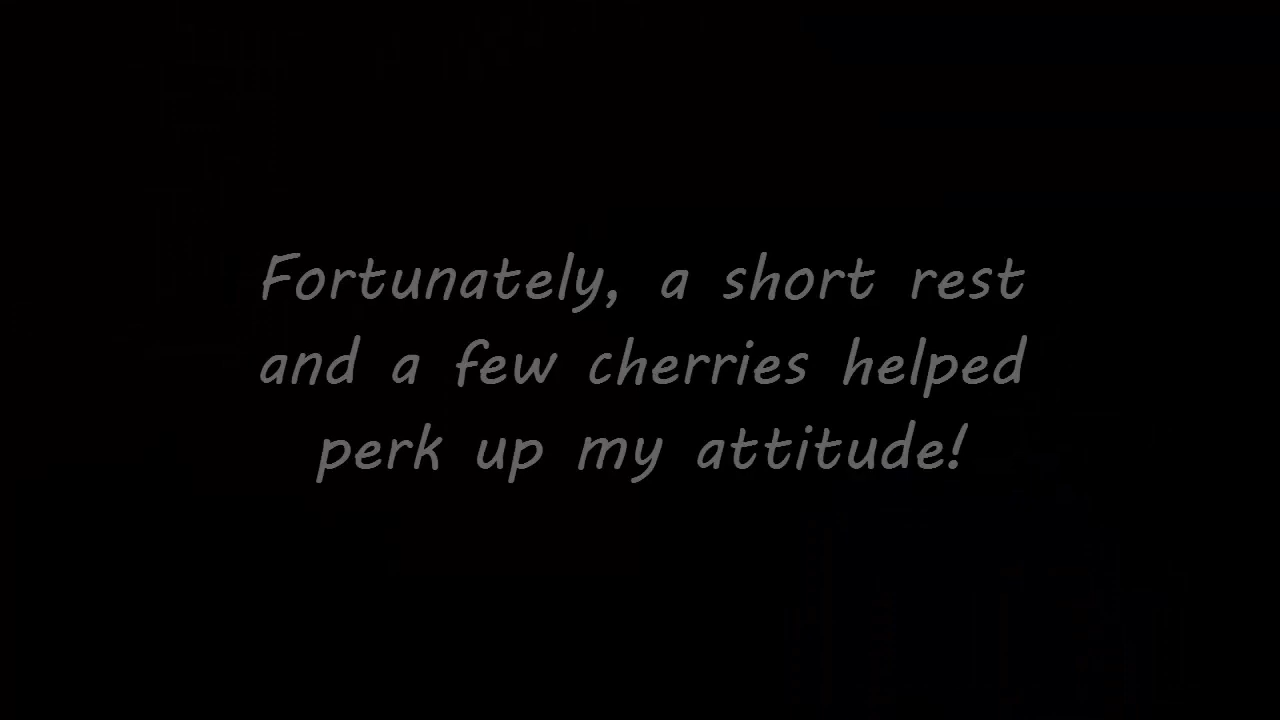 Fortunately, a short rest
and a few cherries helped
perk up my attitude!